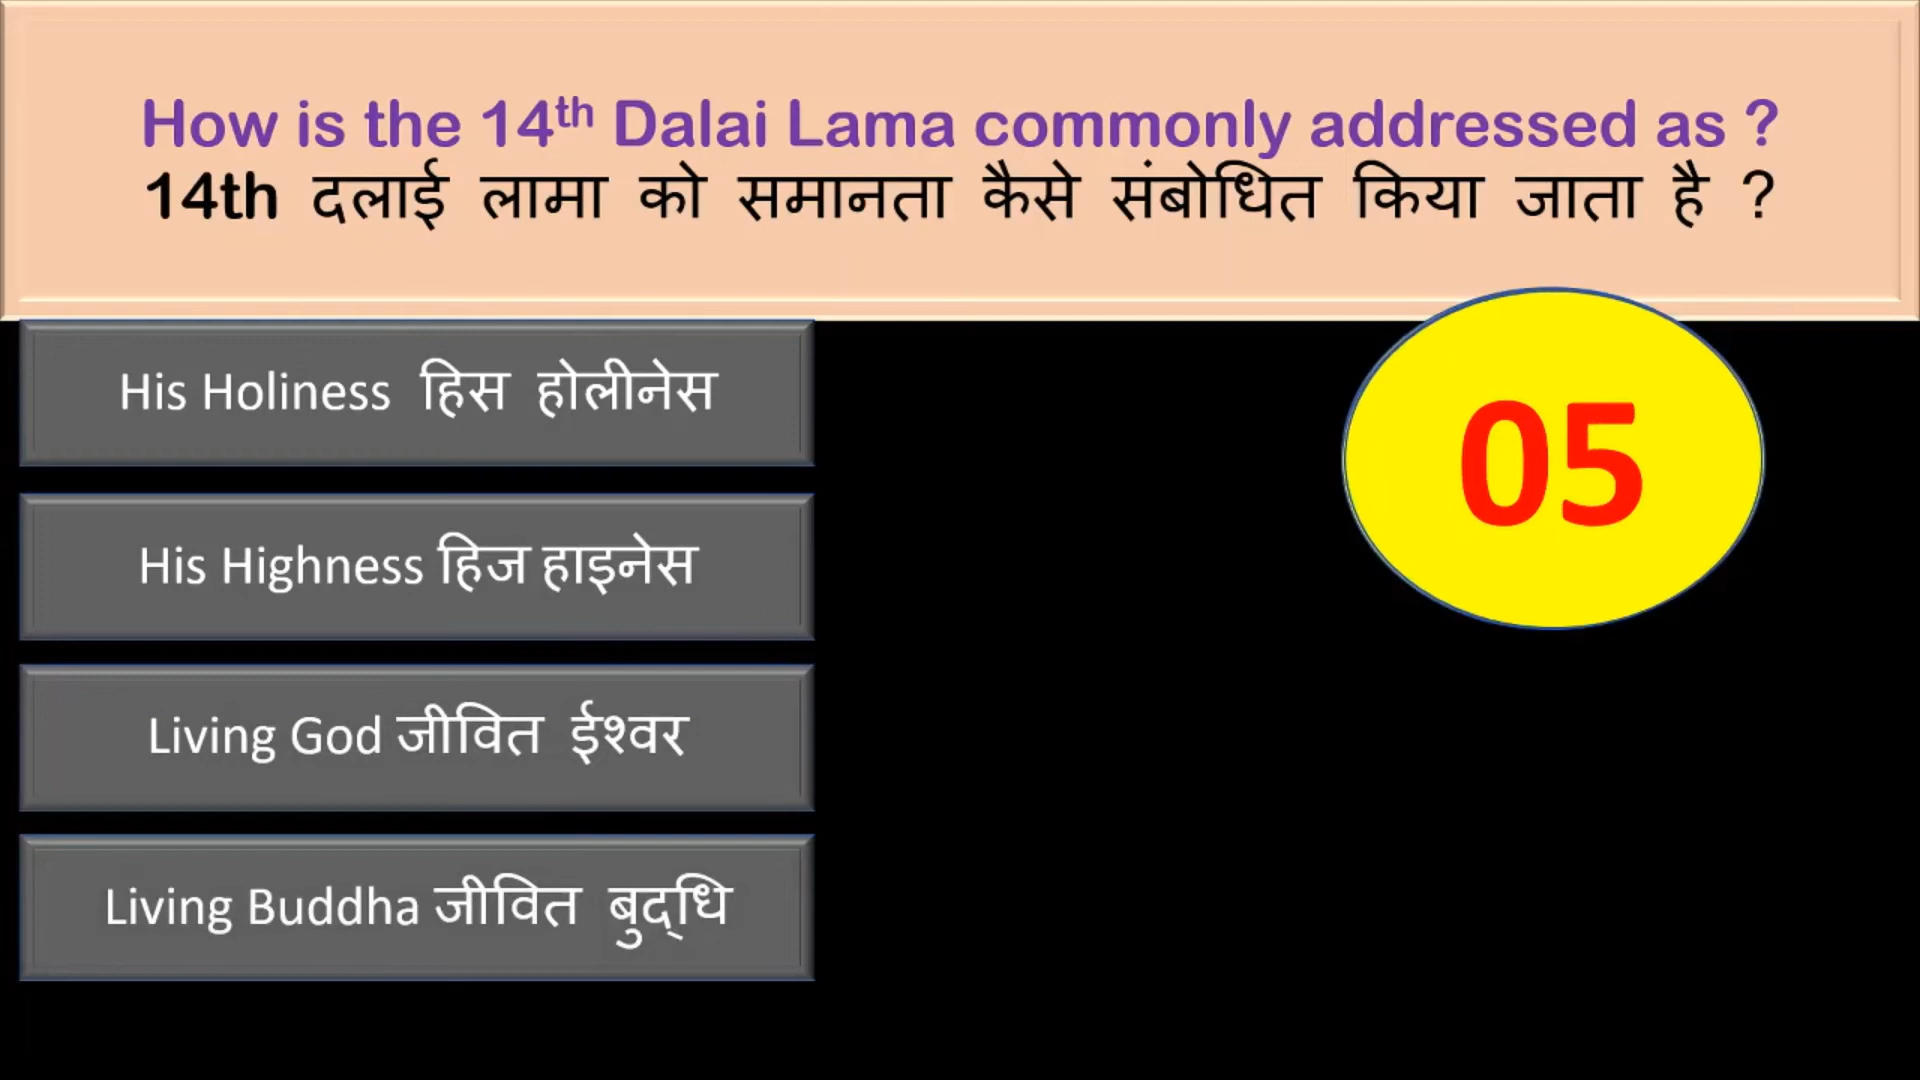 How is the 14th Dalai Lama commonly addressed as ?
14th दलाई लामा को समानता कैसे संबोधित किया जाता है ?
His Holiness हिस होलीनेस
05
His Highness हिज हाइनेस
Living God जीवित ईश्वर
Living Buddha जीवित बुद्धि